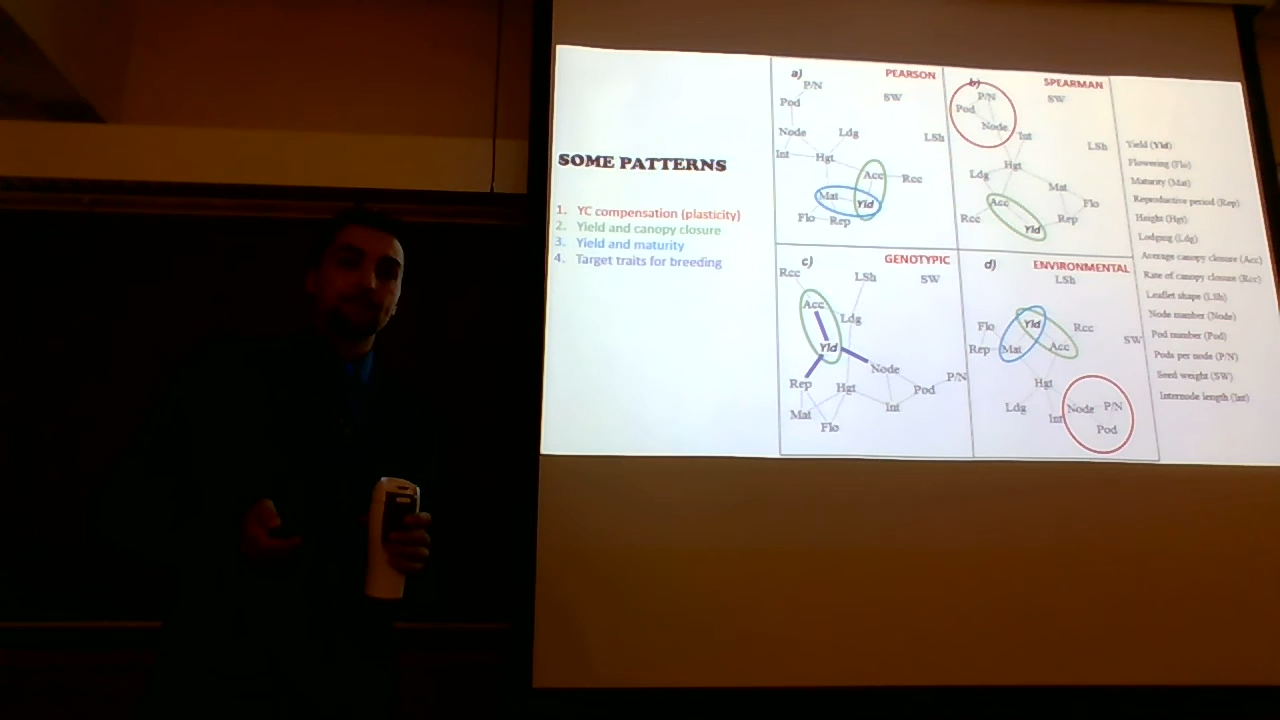 SOME PATTERNS
1. YC compensation (plasticity)
2. Yield and canopy closure
3. Yield and maturity
4. Target traits for breeding
a) PEARSON
P/N
SW
Pod
Node
Ldg
LSh
Int
Hgt
Acc
Rcc
Mat
Yld
Flo
Rep
b) SPEARMAN
P/N
SW
Pod
Node
Int
LSh
Hgt
Ldg
Mat
Acc
Flo
Rcc
Rep
Yld
c) GENOTYPIC
Rcc
LSh
SW
Acc
Ldg
Yld
Node
Rep
Hgt
Pod
P/N
Mat
Int
Flo
d) ENVIRONMENTAL
LSh
Flo
Yld
Rcc
SW
Rep
Mat
Acc
Hgt
Ldg
Int
Node
P/N
Pod
Yield (Yld)
Flowering (Flo)
Maturity (Mat)
Reproductive period (Rep)
Height (Hgt)
Lodging (Ldg)
Average canopy closure (Acc)
Rate of canopy closure (Rcc)
Leaflet shape (LSh)
Node number (Node)
Pod number (Pod)
Pods per node (P/N)
Seed weight (SW)
Internode length (Int)